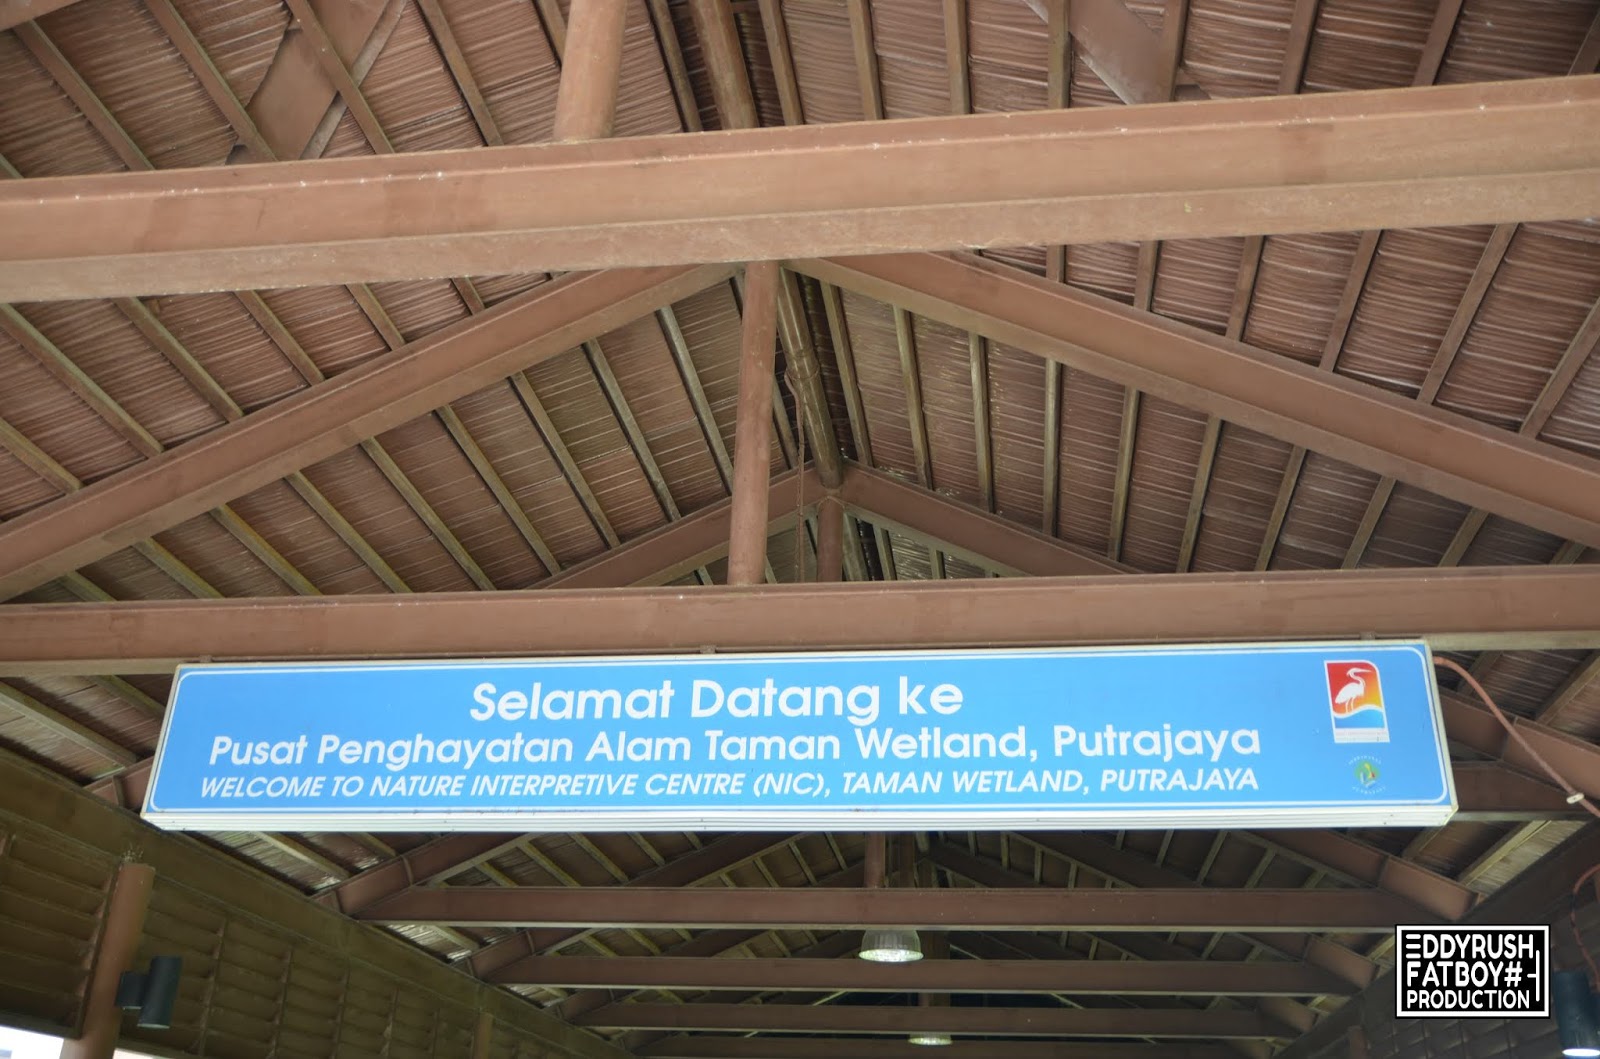 Selamat Datang ke
Pusat Penghayatan Alam Taman Wetland, Putrajaya
WELCOME TO NATURE INTERPRETIVE CENTRE (NIC), TAMAN WETLAND, PUTRAJAYA
EDDYRUSH
FATBOY#
PRODUCTION